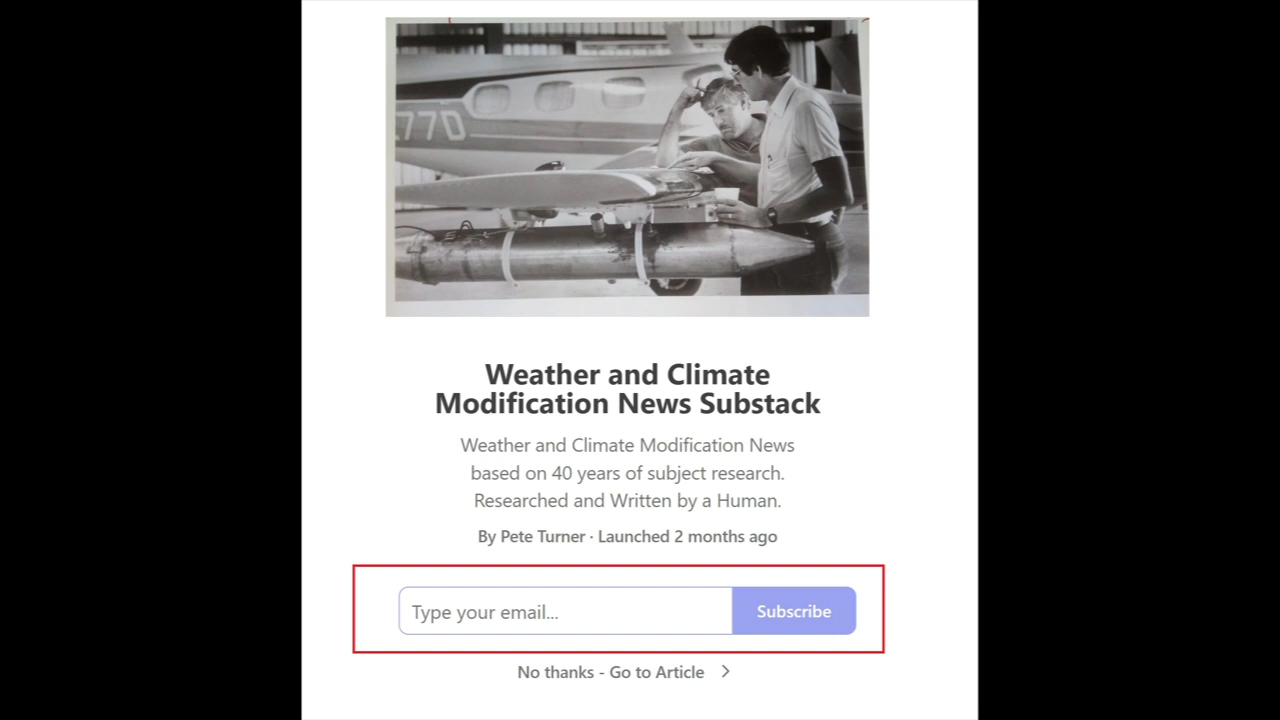 77D
Weather and Climate
Modification News Substack
Weather and Climate Modification News
based on 40 years of subject research.
Researched and Written by a Human.
By Pete Turner · Launched 2 months ago
Type your email...
Subscribe
No thanks - Go to Article